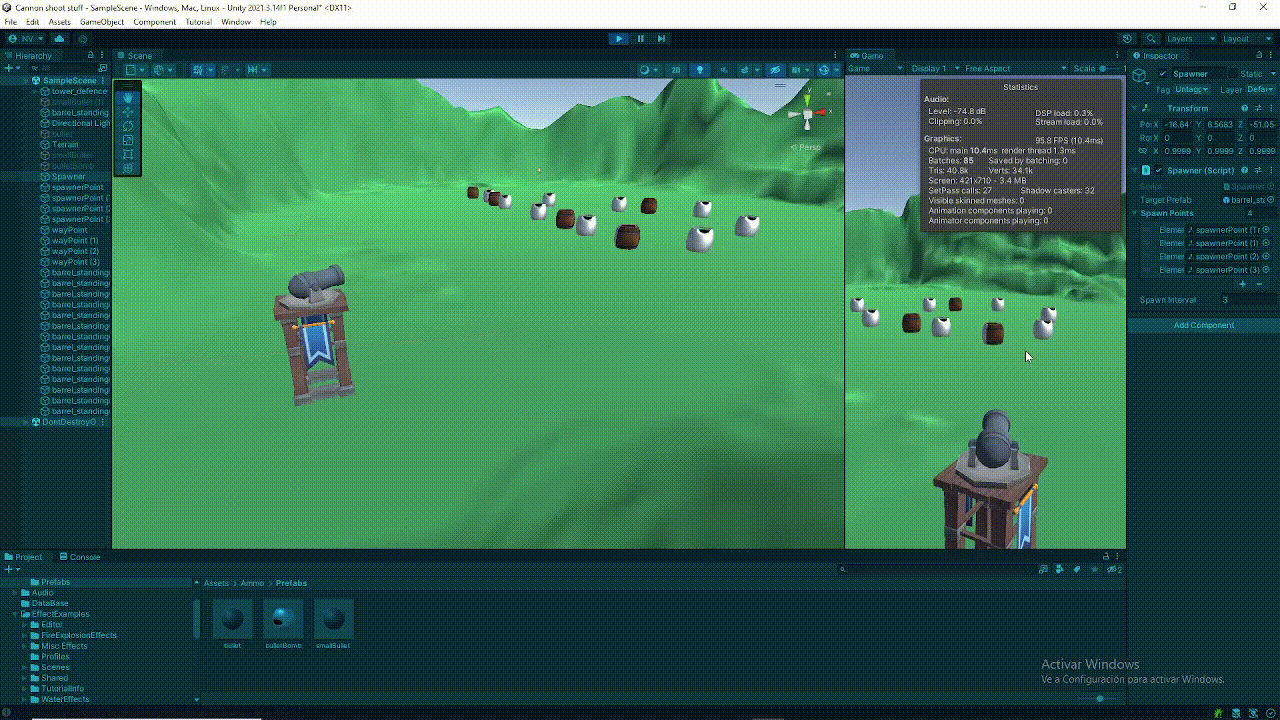 Cannon shoot stuff - SampleScene - Windows, Mac, Linux - Unity 2021.3.14f1 Personal* <DX11>
File Edit Assets GameObject Component Tutorial Window Help
NV
Layers Layout
Hierarchy
Scene
Game
Inspector
SampleScene
tower_defence
smallBullet (1)
barrel_standing
Directional Ligh
bullet
Terrain
smallBullet
bulletBomb
Spawner
spawnerPoint
spawnerPoint
spawnerPoint
spawnerPoint
wayPoint
wayPoint (1)
wayPoint (2)
wayPoint (3)
barrel_standing
barrel_standing
barrel_standing
barrel_standing
barrel_standing
barrel_standing
barrel_standing
barrel_standing
barrel_standing
barrel_standing
barrel_standing
barrel_standing
barrel_standing
barrel_standing
DontDestroyO
2D
y
x
Persp
Game Display 1 Free Aspect Scale
Statistics
Audio:
Level: -74.8 dB DSP load: 0.3%
Clipping: 0.0% Stream load: 0.0%
Graphics: 95.8 FPS (10.4ms)
CPU: main 10.4ms render thread 1.3ms
Batches: 85 Saved by batching: 0
Tris: 40.8k Verts: 34.1k
Screen: 421x710 - 3.4 MB
SetPass calls: 27 Shadow casters: 32
Visible skinned meshes: 0
Animation components playing: 0
Animator components playing: 0
Spawner Static
Tag Untagg Layer Defau
Transform
Pos X -16.64 Y 6.5683 Z -51.05
Rot X 0 Y 0 Z 0
X 0.9999 Y 0.9999 Z 0.9999
Spawner (Script)
Script Spawner
Target Prefab barrel_sta
Spawn Points 4
Elemer spawnerPoint (Tr
Elemer spawnerPoint (1)
Elemer spawnerPoint (2)
Elemer spawnerPoint (3)
Spawn Interval 3
Add Component
Project Console
Prefabs
Audio
DataBase
EffectExamples
Editor
FireExplosionEffects
Misc Effects
Profiles
Scenes
Shared
TutorialInfo
WaterEffects
Assets > Ammo > Prefabs
2
bullet bulletBomb smallBullet
Activar Windows
Ve a Configuración para activar Windows.